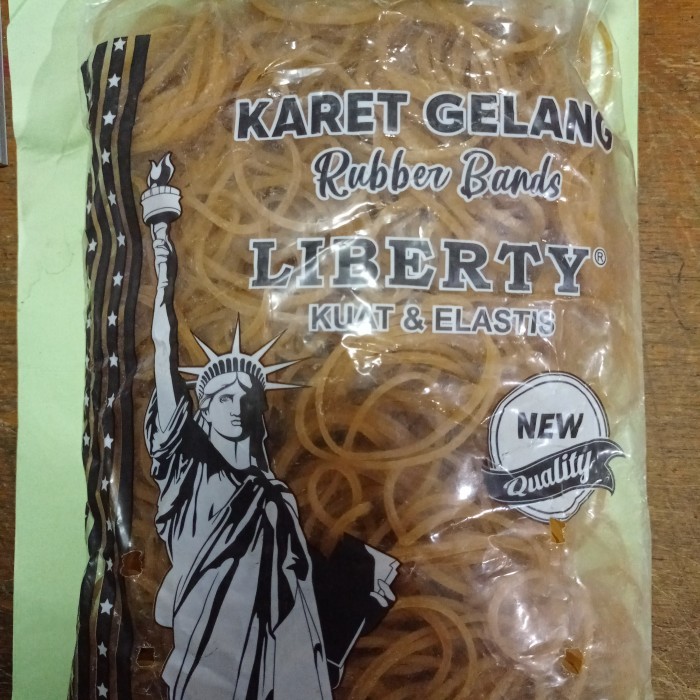 KARET GELANG
Rubber Bands
LIBERTY®
KUAT & ELASTIS
NEW
Quality